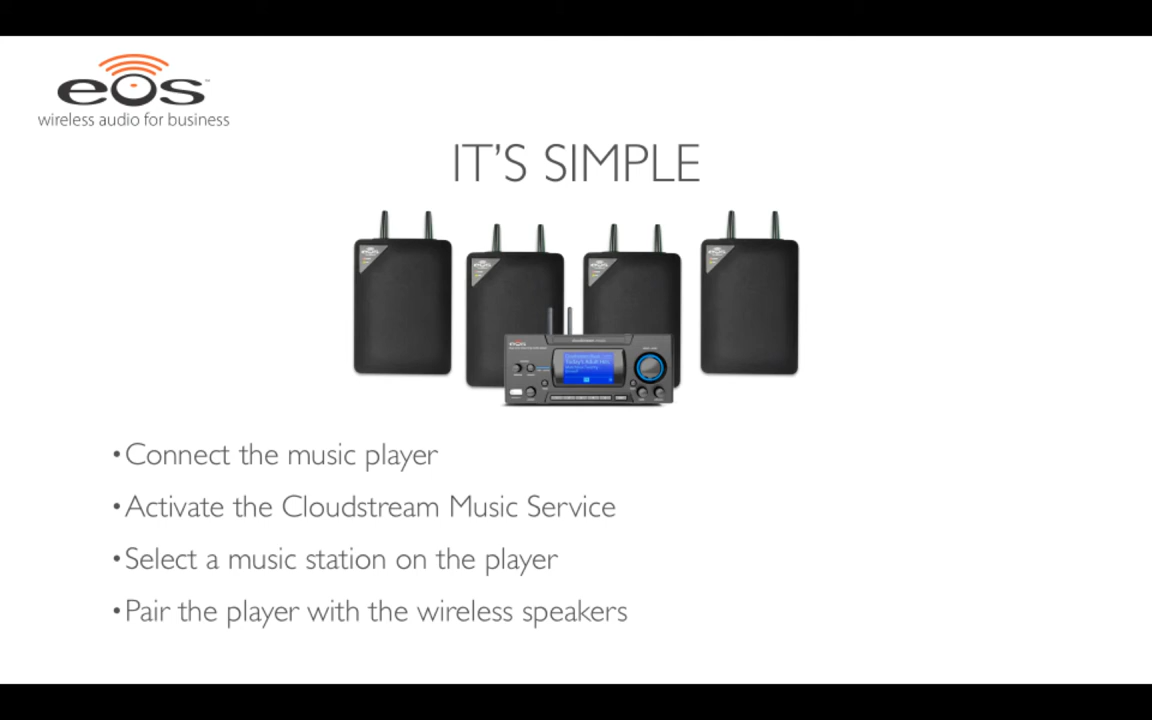 eos™
wireless audio for business
IT'S SIMPLE
eos
•Connect the music player
•Activate the Cloudstream Music Service
•Select a music station on the player
•Pair the player with the wireless speakers